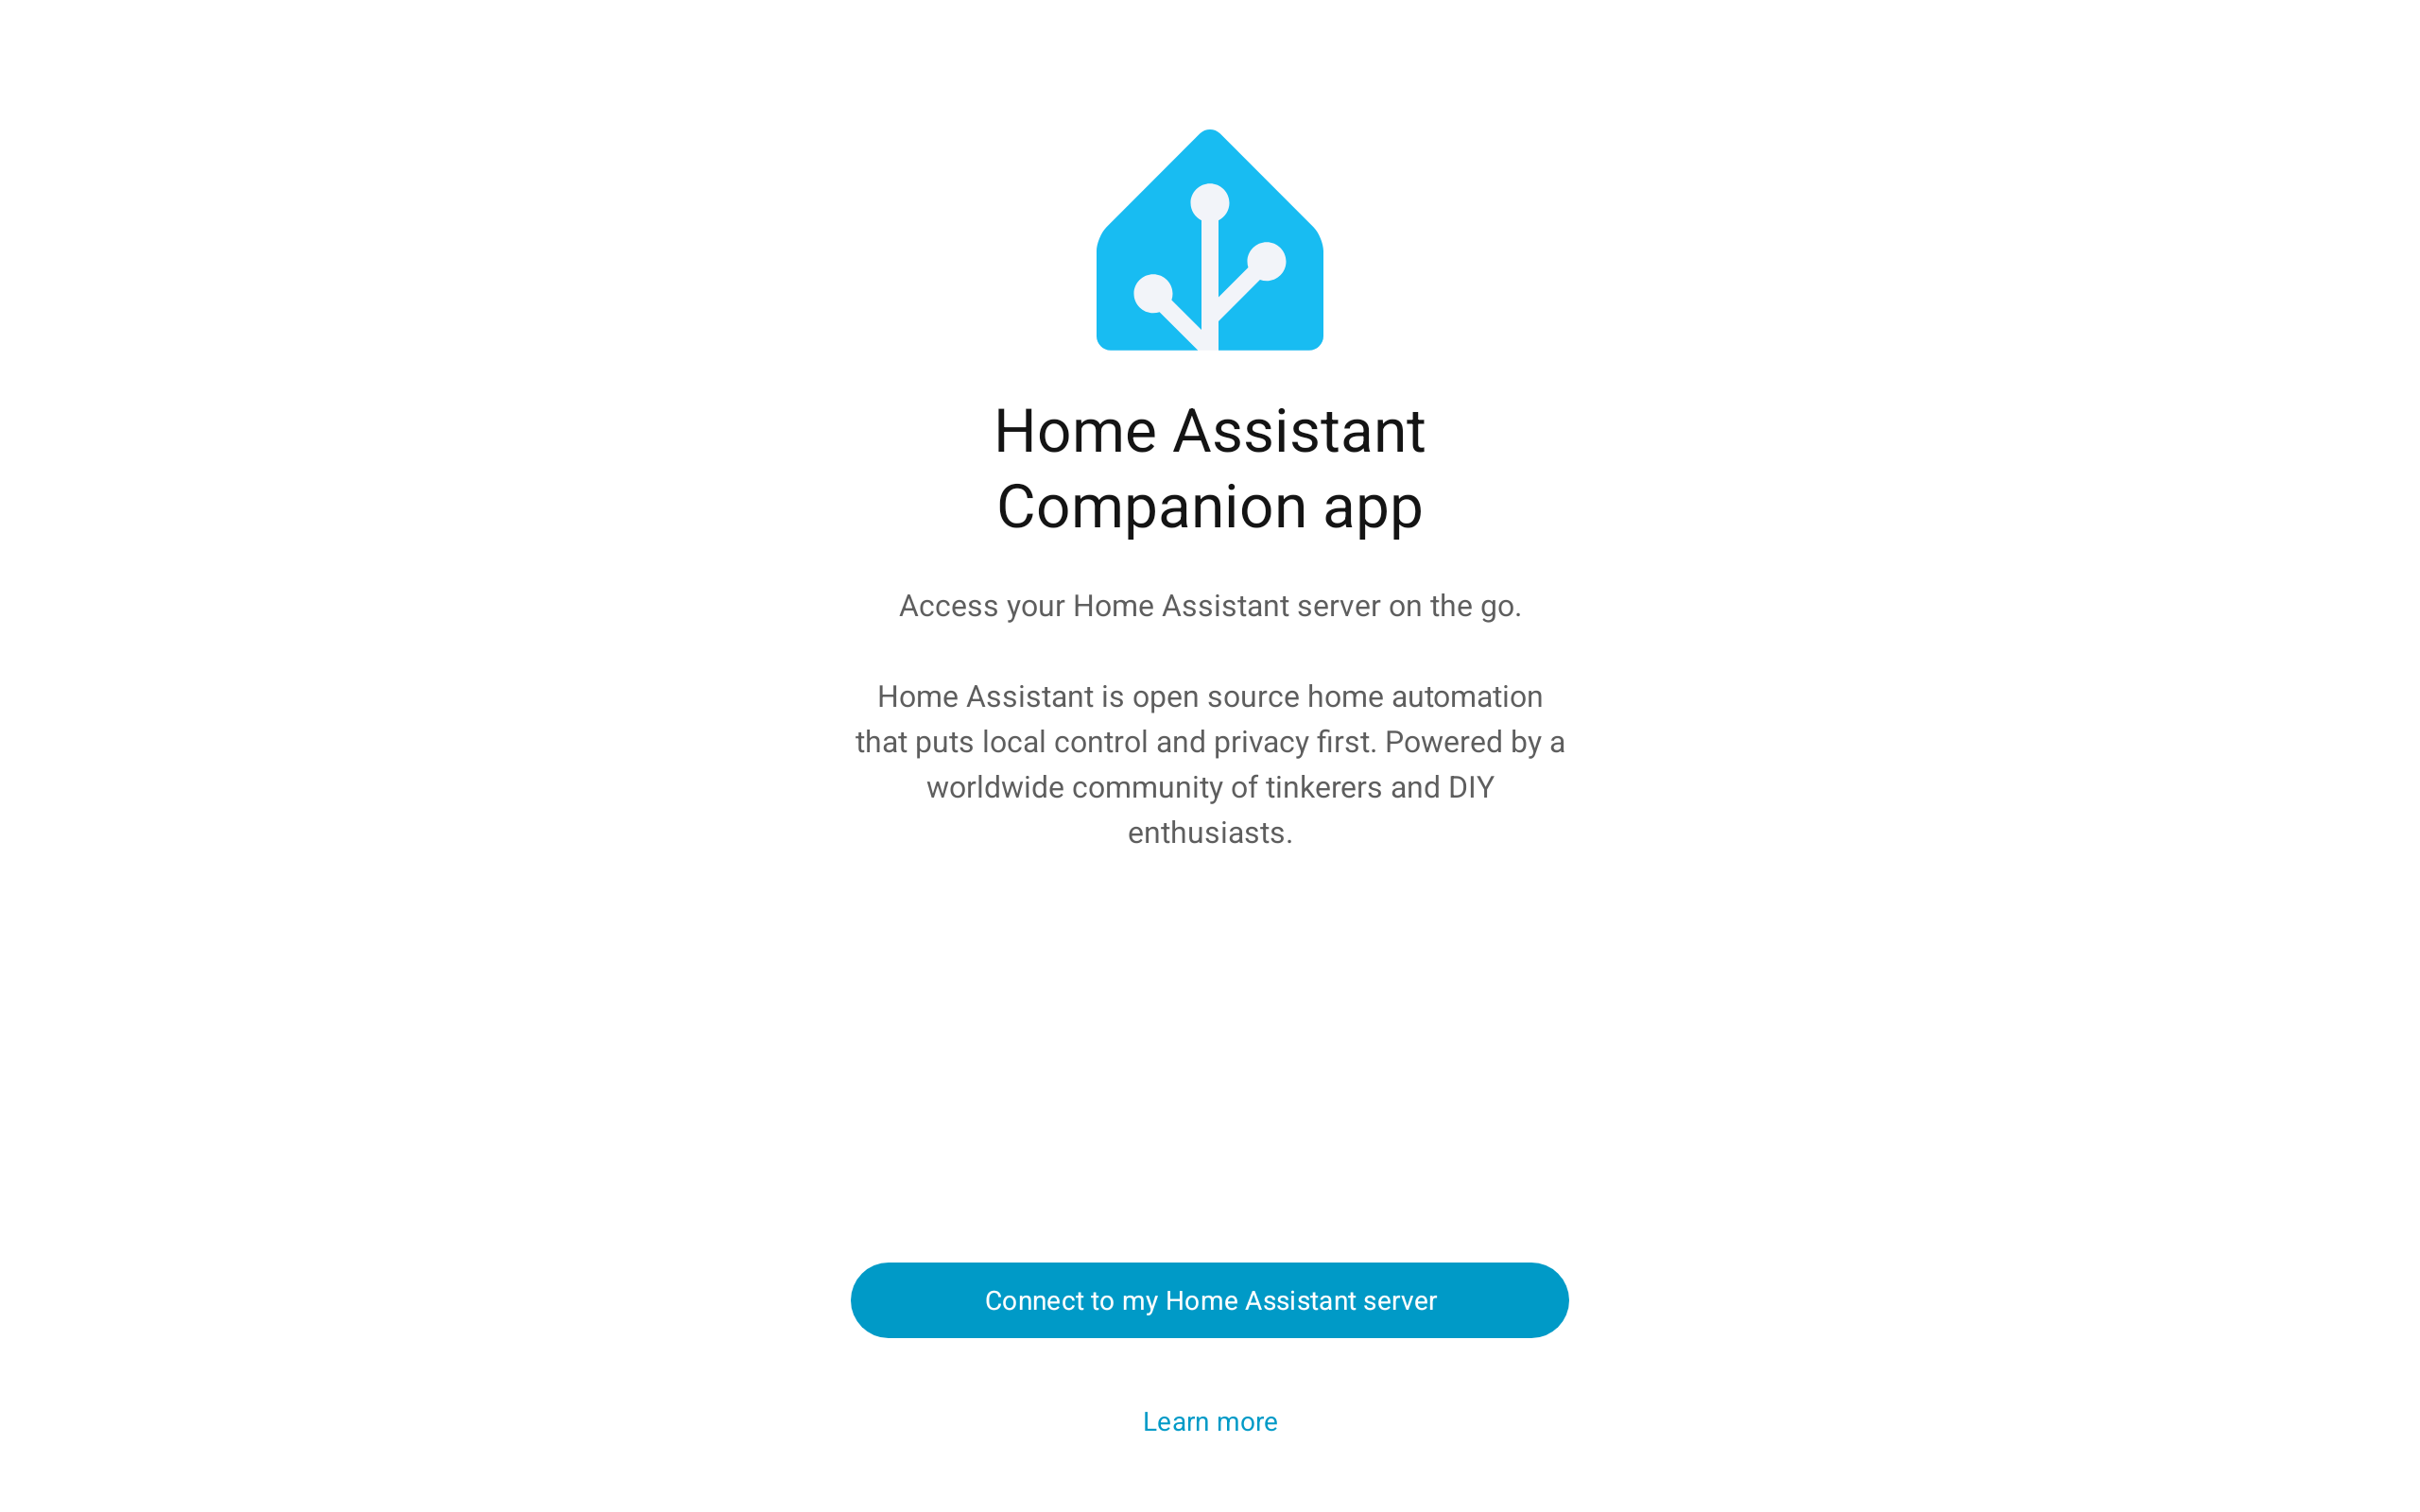 Home Assistant
Companion app
Access your Home Assistant server on the go.
Home Assistant is open source home automation
that puts local control and privacy first. Powered by a
worldwide community of tinkerers and DIY
enthusiasts.
Connect to my Home Assistant server
Learn more